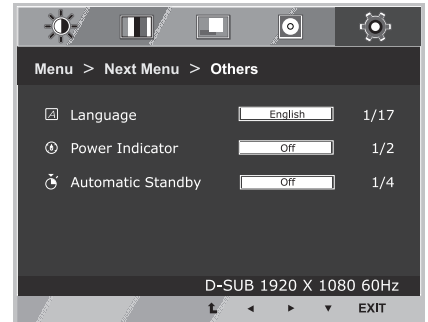 Menu > Next Menu > Others
Language English 1/17
Power Indicator Off 1/2
Automatic Standby Off 1/4
D-SUB 1920 X 1080 60Hz
EXIT